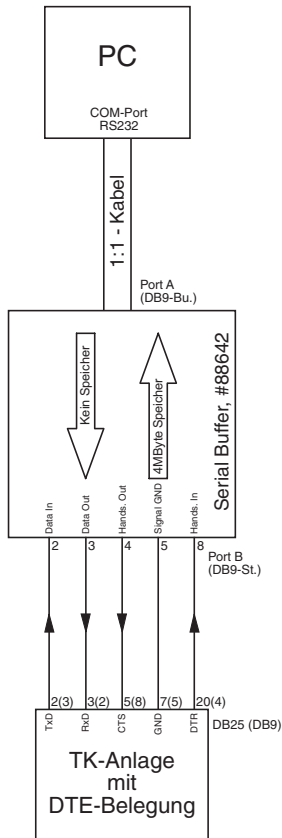 PC
COM-Port
RS232
1:1 - Kabel
Port A
(DB9-Bu.)
Kein Speicher
4MByte Speicher
Serial Buffer, #88642
Data In
Data Out
Hands. Out
Signal GND
Hands. In
2 3 4 5 8
Port B
(DB9-St.)
2(3) 3(2) 5(8) 7(5) 20(4)
TxD
RxD
CTS
GND
DTR
DB25 (DB9)
TK-Anlage
mit
DTE-Belegung